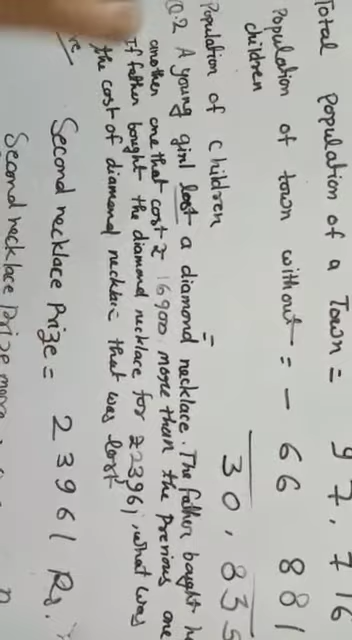 Total population of a Town = 97,716
Population of town without = - 66 881
children
30,835
Population of children =
Q.2 A young girl lost a diamond necklace. The father bought
another one that cost ₹ 16900 more than the previous one
If father bought the diamond necklace for ₹ 23961, what was
the cost of diamond necklace that was lost
Second necklace Prize = 23961 Rs.
Second necklace Prize more